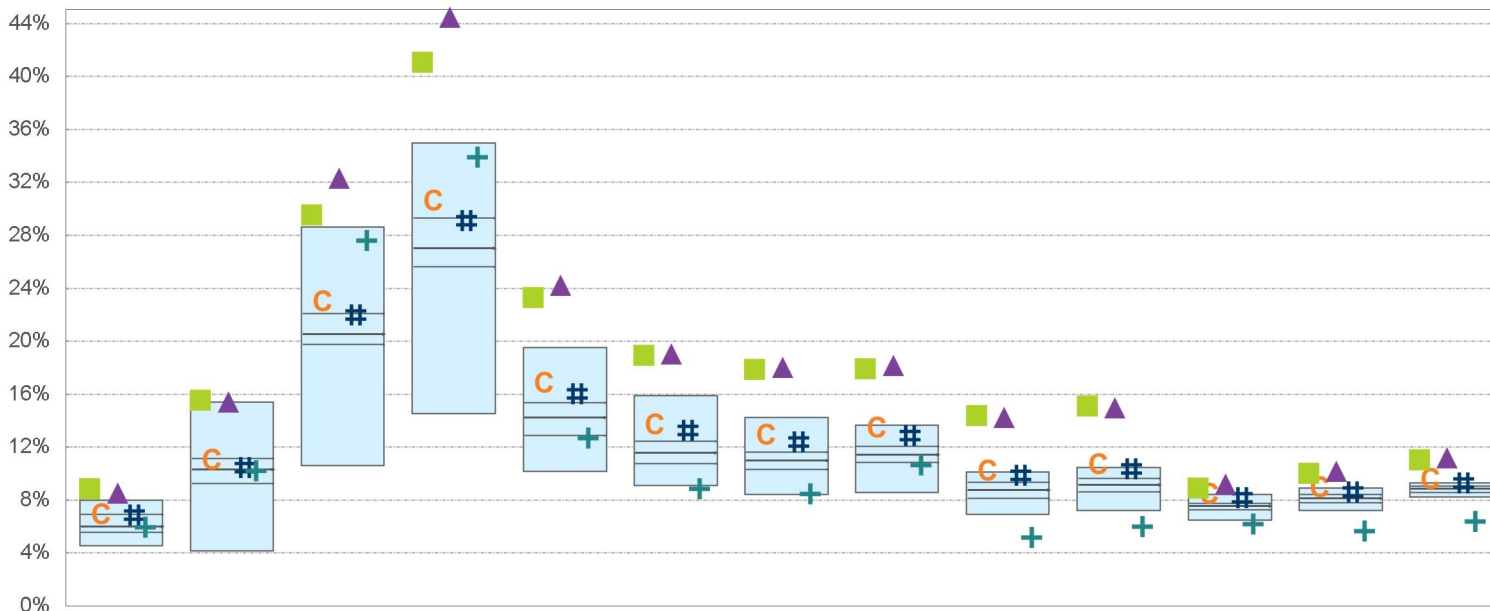 44%
40%
36%
32%
28%
24%
20%
16%
12%
8%
4%
0%
C # +
C # +
C # +
C # +
C # +
C # +
C # +
C # +
C # +
C # +
C # +
C # +
C # +